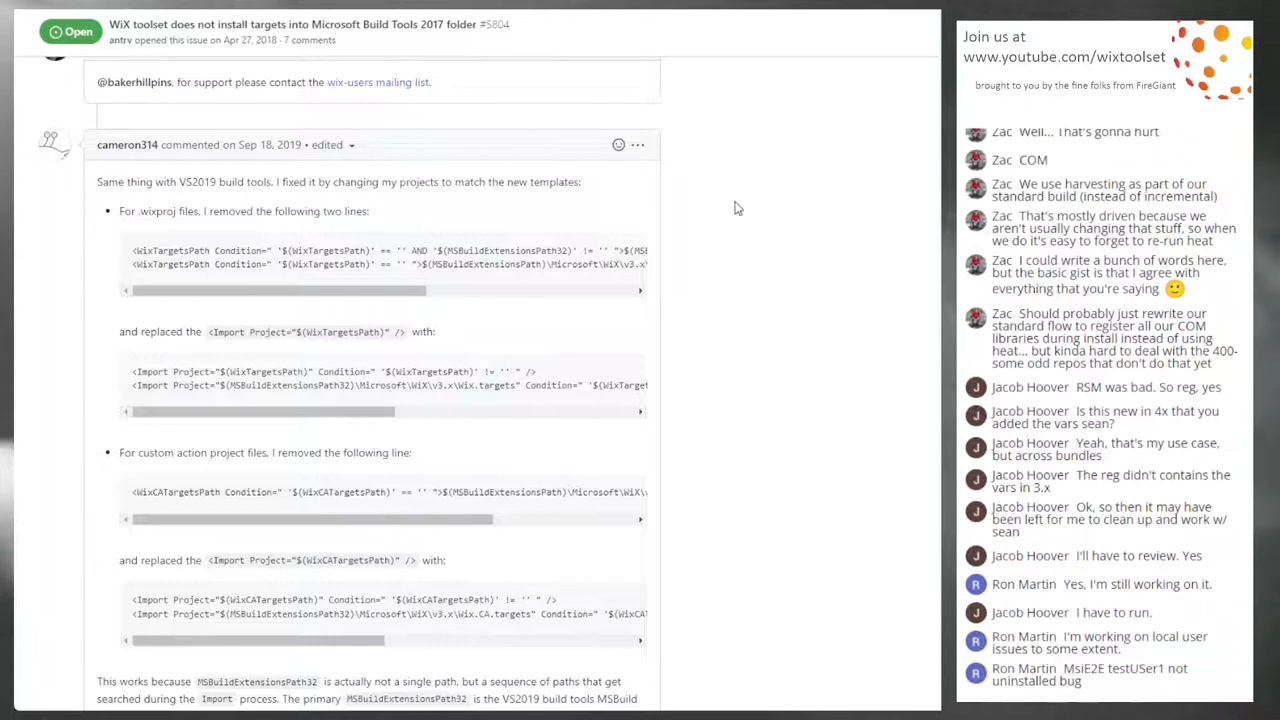 Open
WiX toolset does not install targets into Microsoft Build Tools 2017 folder #5804
antrv opened this issue on Apr 27, 2018 · 7 comments
@bakerhillpins. for support please contact the wix-users mailing list.
cameron314 commented on Sep 18, 2019 • edited
Same thing with VS2019 build tools. I fixed it by changing my projects to match the new templates:
• For .wixproj files, I removed the following two lines:
<WixTargetsPath Condition=" '$(WixTargetsPath)' == '' AND '$(MSBuildExtensionsPath32)' != '' ">$(MSB
<WixTargetsPath Condition=" '$(WixTargetsPath)' == '' ">$(MSBuildExtensionsPath)\Microsoft\WiX\v3.x\
and replaced the <Import Project="$(WixTargetsPath)" /> with:
<Import Project="$(WixTargetsPath)" Condition=" '$(WixTargetsPath)' != '' " />
<Import Project="$(MSBuildExtensionsPath32)\Microsoft\WiX\v3.x\Wix.targets" Condition=" '$(WixTarget
• For custom action project files, I removed the following line:
<WixCATargetsPath Condition=" '$(WixCATargetsPath)' == '' ">$(MSBuildExtensionsPath)\Microsoft\WiX\v
and replaced the <Import Project="$(WixCATargetsPath)" /> with:
<Import Project="$(WixCATargetsPath)" Condition=" '$(WixCATargetsPath)' != '' />
<Import Project="$(MSBuildExtensionsPath32)\Microsoft\WiX\v3.x\Wix.CA.targets" Condition=" '$(WixCAT
This works because MSBuildExtensionsPath32 is actually not a single path, but a sequence of paths that get
searched during the Import process. The primary MSBuildExtensionsPath32 is the VS2019 build tools MSBuild
Join us at
www.youtube.com/wixtoolset
brought to you by the fine folks from FireGiant
Zac Well... That's gonna hurt
Zac COM
Zac We use harvesting as part of our
standard build (instead of incremental)
Zac That's mostly driven because we
aren't usually changing that stuff, so when
we do it's easy to forget to re-run heat
Zac I could write a bunch of words here,
but the basic gist is that I agree with
everything that you're saying 🙂
Zac Should probably just rewrite our
standard flow to register all our COM
libraries during install instead of using
heat... but kinda hard to deal with the 400-
some odd repos that don't do that yet
J Jacob Hoover RSM was bad. So reg, yes
J Jacob Hoover Is this new in 4x that you
added the vars sean?
J Jacob Hoover Yeah, that's my use case,
but across bundles
J Jacob Hoover The reg didn't contains the
vars in 3.x
J Jacob Hoover Ok, so then it may have
been left for me to clean up and work w/
sean
J Jacob Hoover I'll have to review. Yes
R Ron Martin Yes, I'm still working on it.
J Jacob Hoover I have to run.
R Ron Martin I'm working on local user
issues to some extent.
R Ron Martin MsiE2E testUSer1 not
uninstalled bug